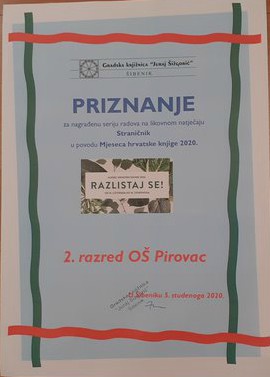 Gradska knjižnica "Juraj Šižgorić"
ŠIBENIK
PRIZNANJE
za nagrađenu seriju radova na likovnom natječaju
Straničnik
u povodu Mjeseca hrvatske knjige 2020.
RAZLISTAJ SE!
2. razred OŠ Pirovac
U Šibeniku 5. studenoga 2020.